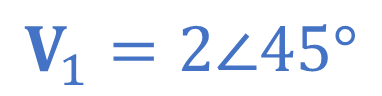 V₁ = 2∠45°